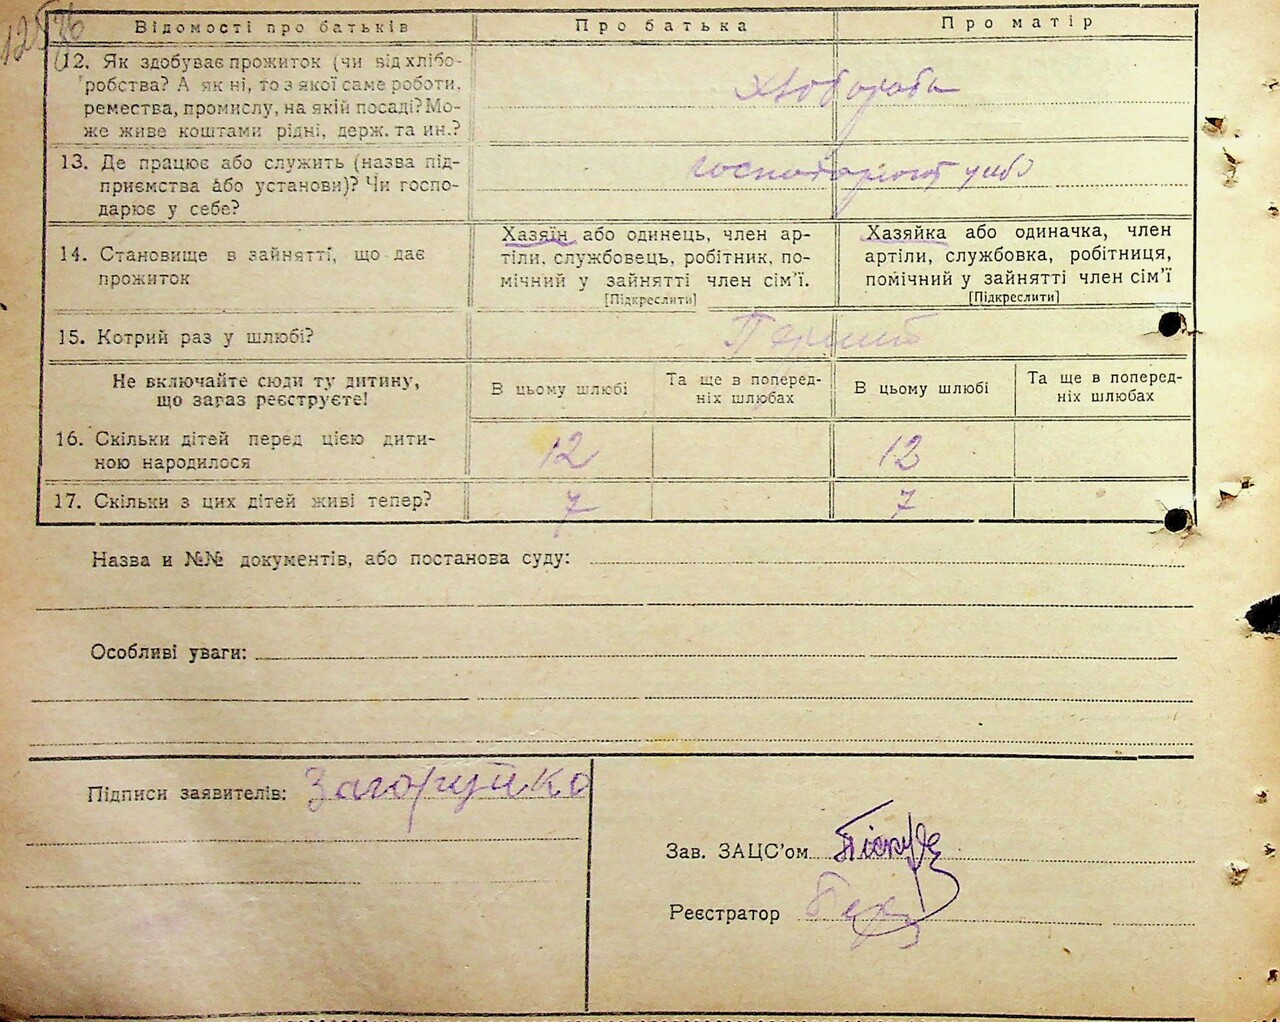 Відомості про батьків
Про батька
Про матір
12. Як здобуває прожиток (чи від хлібо-
робства? А як ні, то з якої саме роботи,
ремества, промислу, на якій посаді? Мо-
же живе коштами рідні, держ. та ин.?
13. Де працює або служить (назва під-
приємства або установи)? Чи госпо-
дарює у себе?
14. Становище в зайнятті, що дає
прожиток
Хазяїн або одинець, член ар-
тіли, службовець, робітник, по-
мічний у зайнятті член сім’ї.
[Підкреслити]
Хазяйка або одиначка, член
артіли, службовка, робітниця,
помічний у зайнятті член сім’ї
[Підкреслити]
15. Котрий раз у шлюбі?
Не включайте сюди ту дитину,
що зараз реєструєте!
В цьому шлюбі
Та ще в поперед-
ніх шлюбах
В цьому шлюбі
Та ще в поперед-
ніх шлюбах
16. Скільки дітей перед цією дити-
ною народилося
12
12
17. Скільки з цих дітей живі тепер?
7
7
Назва и №№ документів, або постанова суду:
Особливі уваги:
Підписи заявителів: Загоруйко
Зав. ЗАЦС’ом
Реєстратор